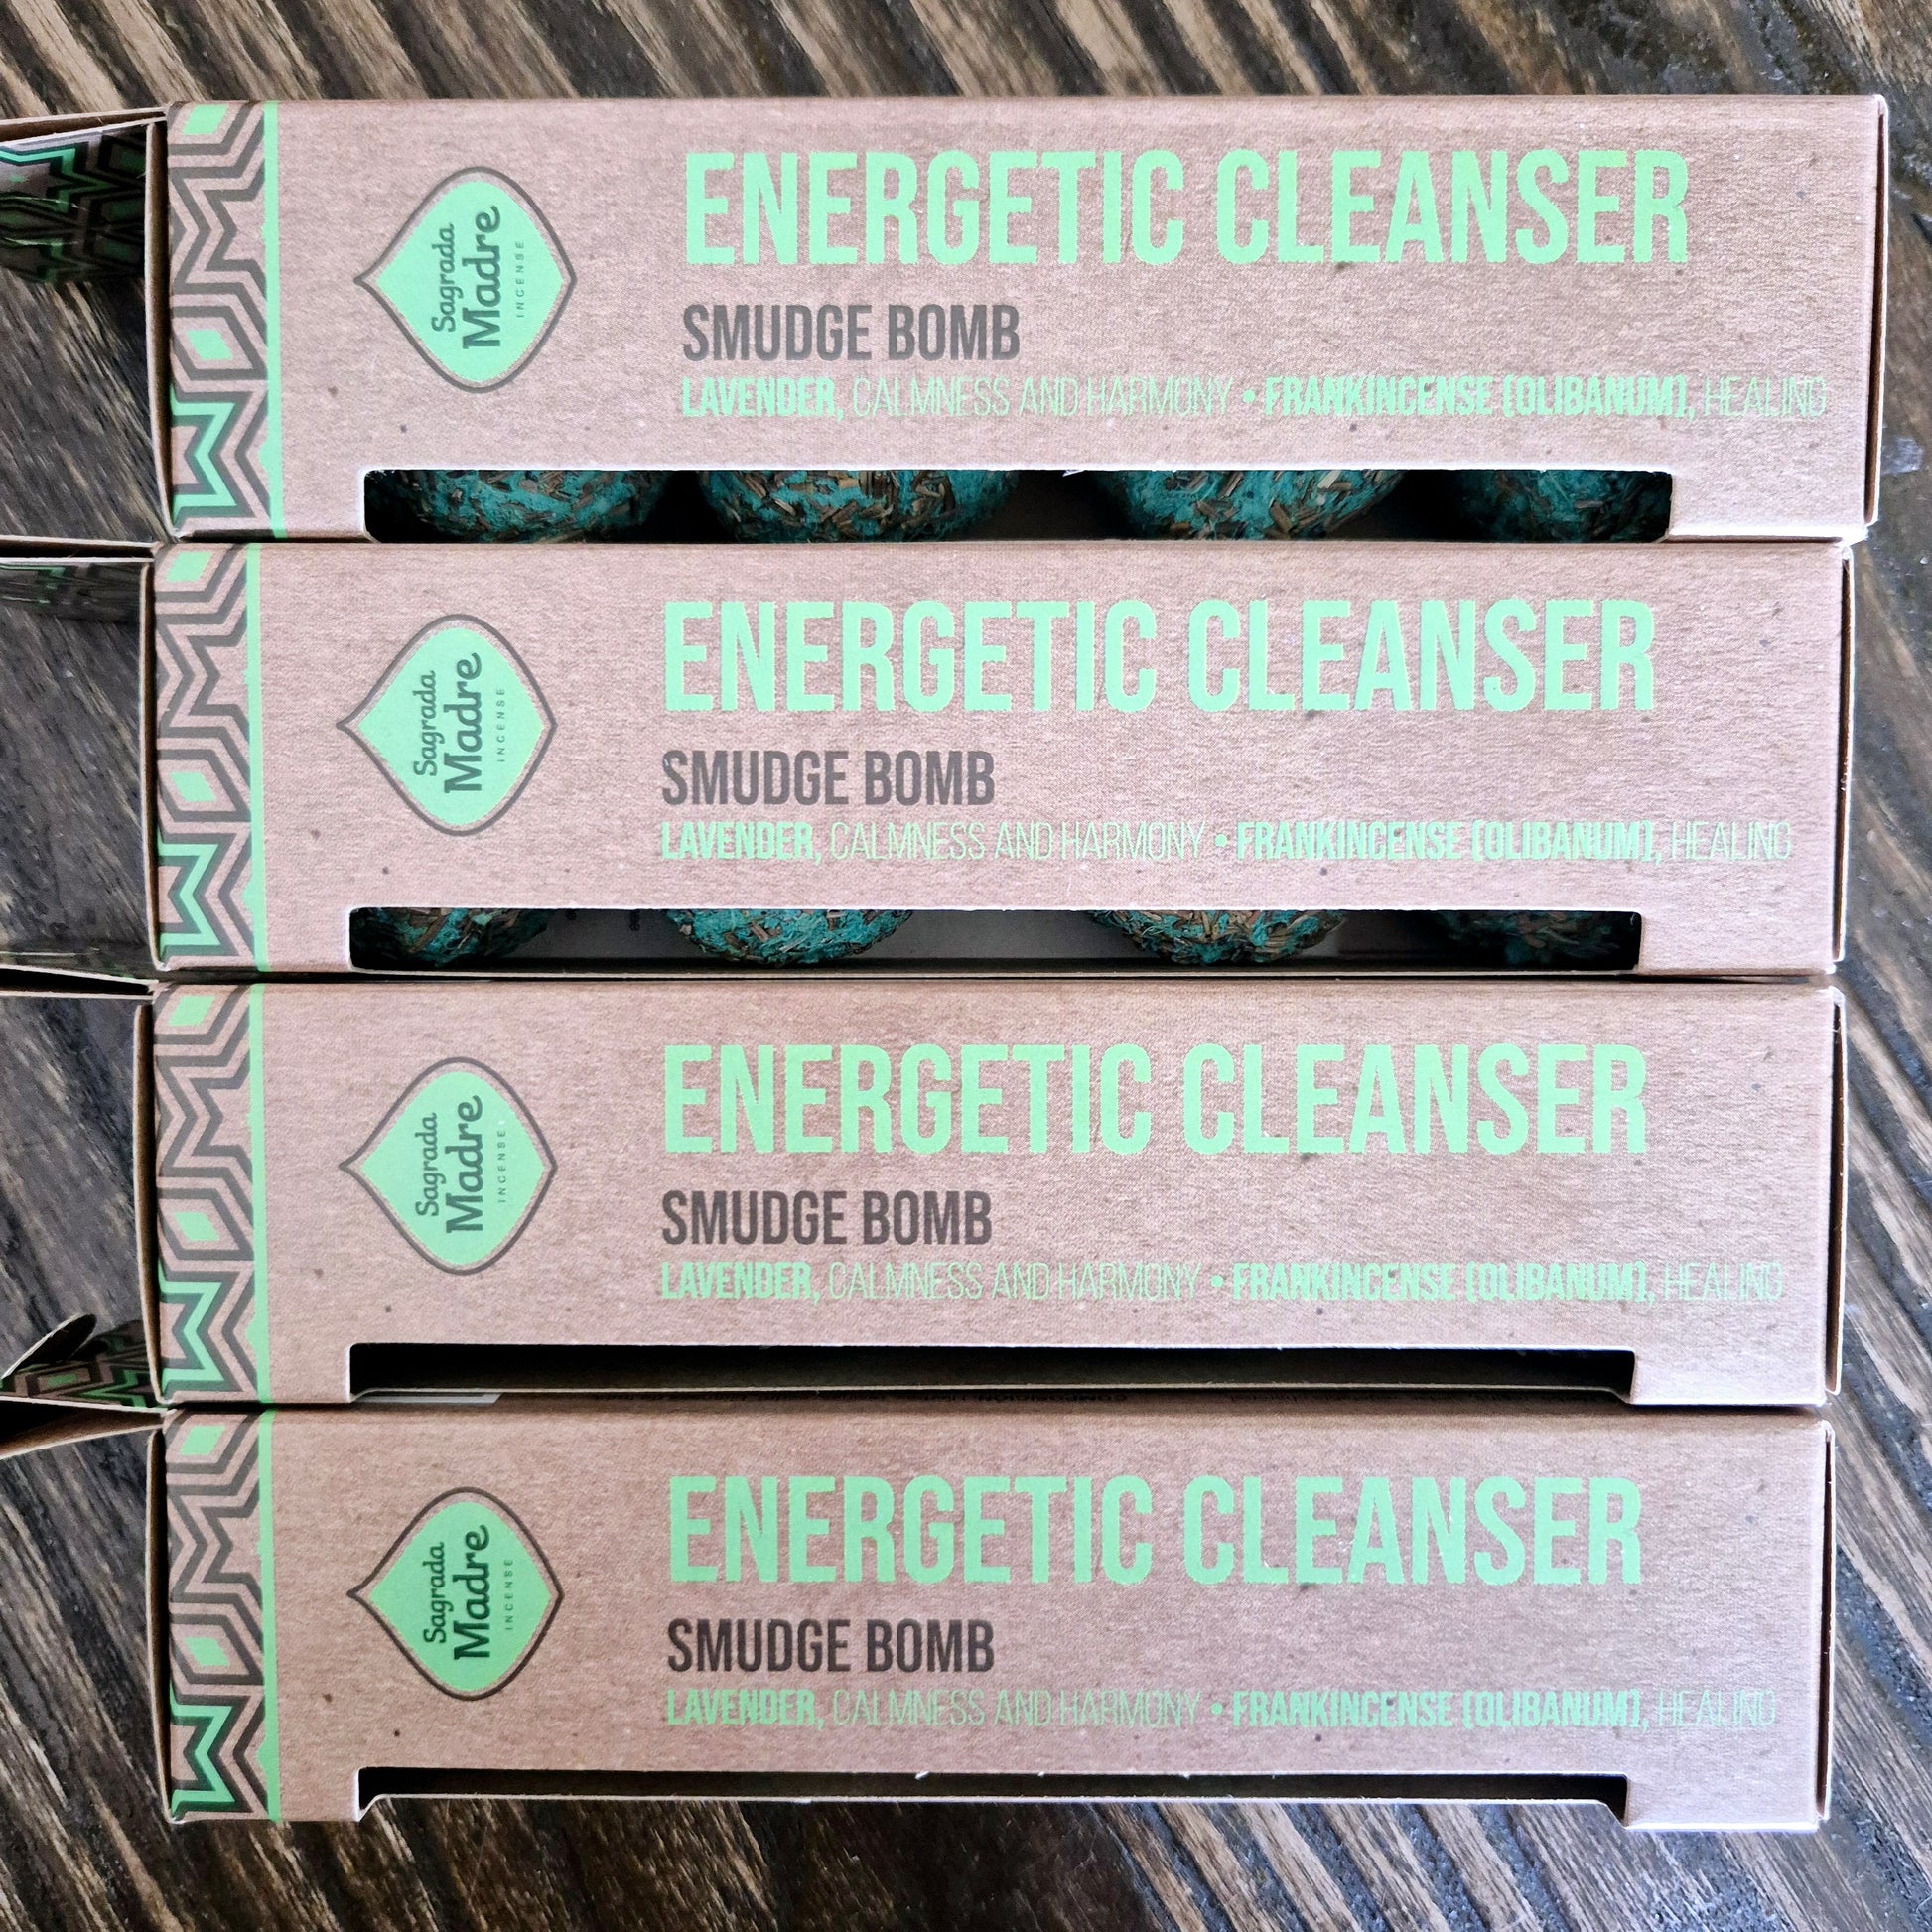 Sagrada
Madre
INCENSE
ENERGETIC CLEANSER
SMUDGE BOMB
LAVENDER, CALMNESS AND HARMONY • FRANKINCENSE (OLIBANUM), HEALING
Sagrada
Madre
INCENSE
ENERGETIC CLEANSER
SMUDGE BOMB
LAVENDER, CALMNESS AND HARMONY • FRANKINCENSE (OLIBANUM), HEALING
Sagrada
Madre
INCENSE
ENERGETIC CLEANSER
SMUDGE BOMB
LAVENDER, CALMNESS AND HARMONY • FRANKINCENSE (OLIBANUM), HEALING
Sagrada
Madre
INCENSE
ENERGETIC CLEANSER
SMUDGE BOMB
LAVENDER, CALMNESS AND HARMONY • FRANKINCENSE (OLIBANUM), HEALING